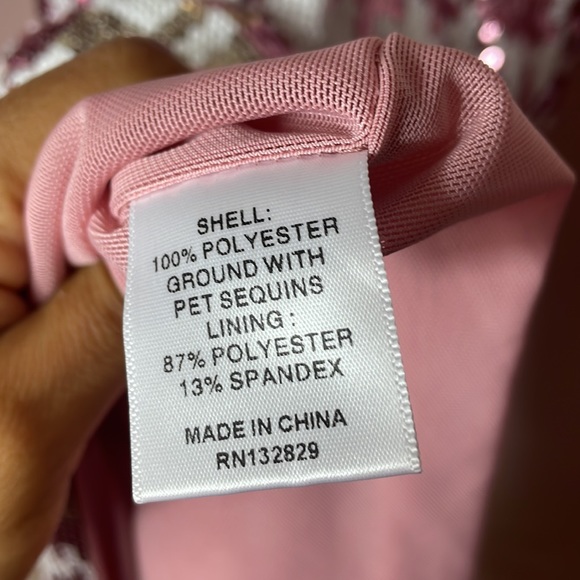 SHELL:
100% POLYESTER
GROUND WITH
PET SEQUINS
LINING :
87% POLYESTER
13% SPANDEX
MADE IN CHINA
RN132829